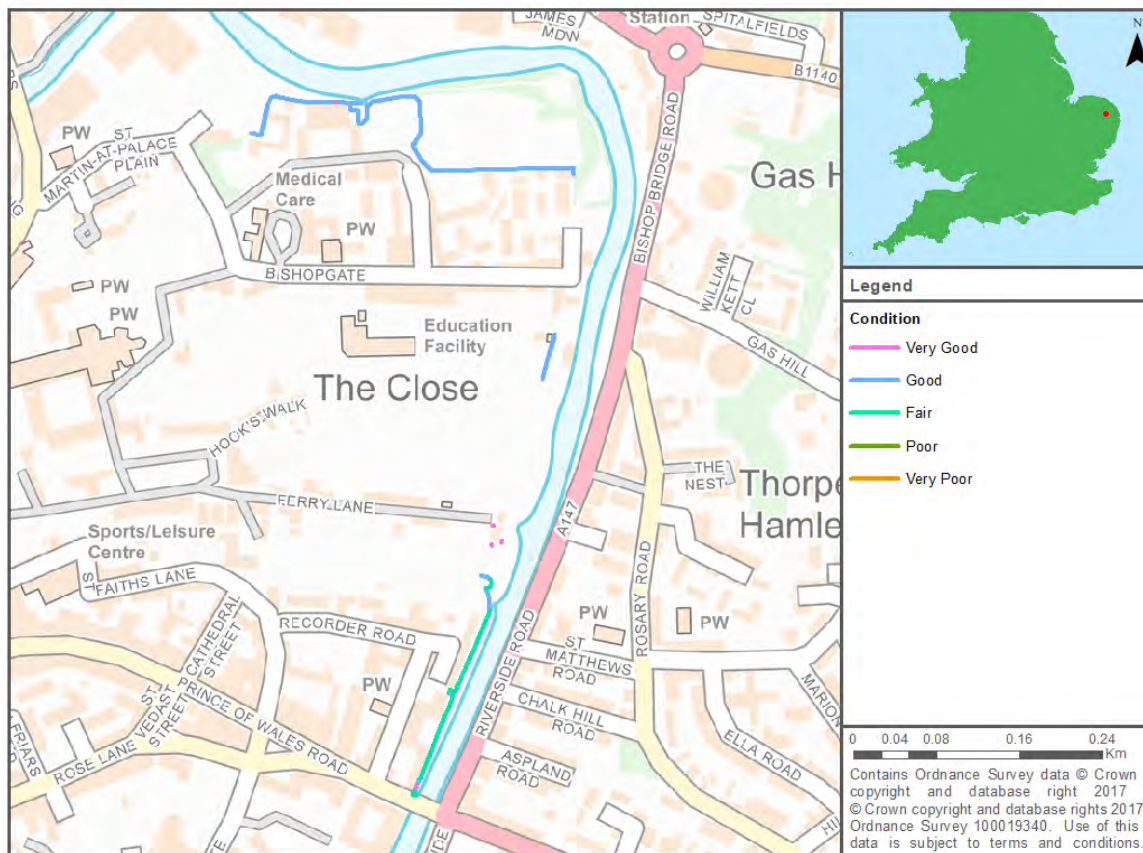 JAMES
MDW
Station
SPITALFIELDS
B1140
PW
ST
MARTIN-AT-PALACE
PLAIN
Medical
Care
PW
BISHOPGATE
BISHOP BRIDGE ROAD
WILLIAM
KETT
CL
GAS HILL
PW
PW
Education
Facility
The Close
HOOK'S WALK
THE
NEST
FERRY LANE
A147
Sports/Leisure
Centre
ST
FAITHS LANE
CATHEDRAL
STREET
RECORDER ROAD
ROSARY ROAD
PW
PW
ST
MATTHEWS
ROAD
RIVERSIDE ROAD
PW
ST
VEDAST
STREET
PRINCE OF WALES ROAD
ROSE LANE
CHALK HILL
ROAD
ASPLAND
ROAD
ELLA ROAD
N
Legend
Condition
Very Good
Good
Fair
Poor
Very Poor
0 0.04 0.08 0.16 0.24
Km
Contains Ordnance Survey data © Crown
copyright and database right 2017
© Crown copyright and database rights 2017
Ordnance Survey 100019340. Use of this
data is subject to terms and conditions